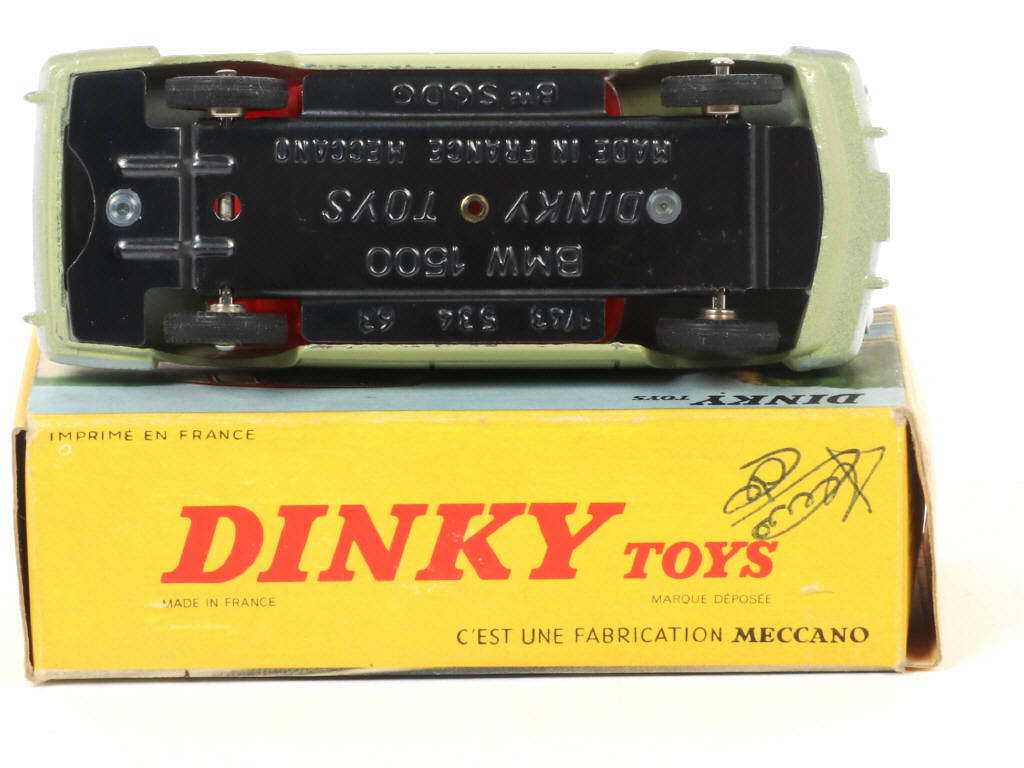 1/43 534 63
BMW 1500
DINKY TOYS
MADE IN FRANCE MECCANO
Bte SGDG
DINKY TOYS
IMPRIMÉ EN FRANCE
DINKY TOYS
MADE IN FRANCE MARQUE DÉPOSÉE
C'EST UNE FABRICATION MECCANO